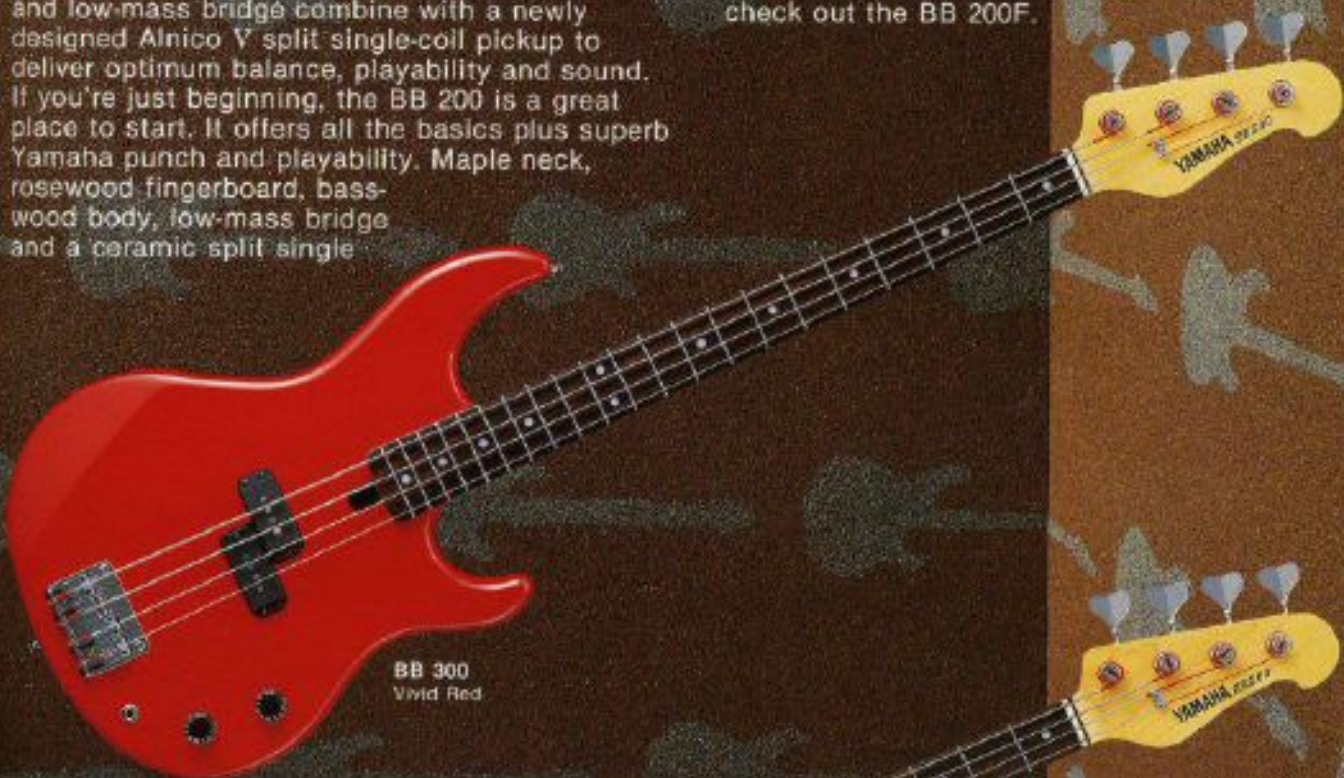 and low-mass bridge combine with a newly
designed Alnico V split single-coil pickup to
deliver optimum balance, playability and sound.
If you're just beginning, the BB 200 is a great
place to start. It offers all the basics plus superb
Yamaha punch and playability. Maple neck,
rosewood fingerboard, bass-
wood body, low-mass bridge
and a ceramic split single
check out the BB 200F.
YAMAHA
BB 300
Vivid Red
YAMAHA